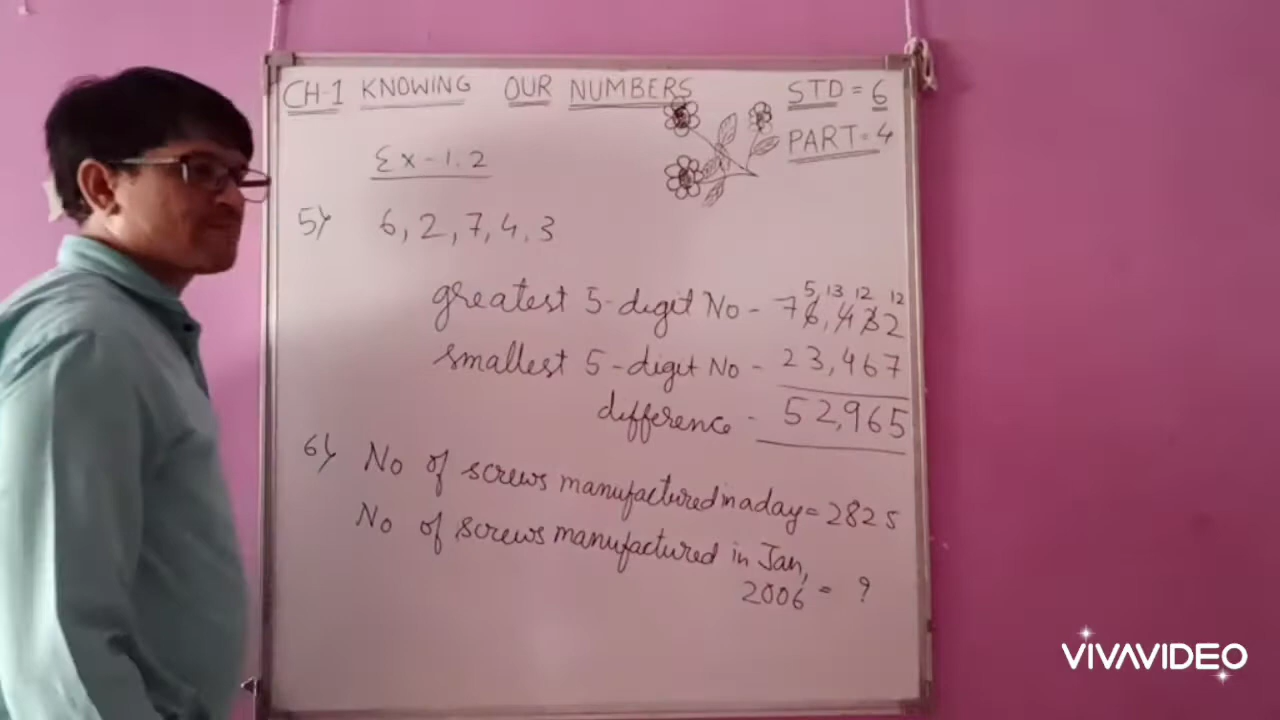 CH-1 KNOWING OUR NUMBERS STD = 6
PART = 4
Ex - 1.2
5) 6, 2, 7, 4, 3
5 13 12 12
greatest 5-digit No - 76,432
smallest 5-digit No - 23,467
difference - 52,965
6) No of screws manufactured in a day = 2825
No of screws manufactured in Jan,
2006 = ?
VIVAVIDEO